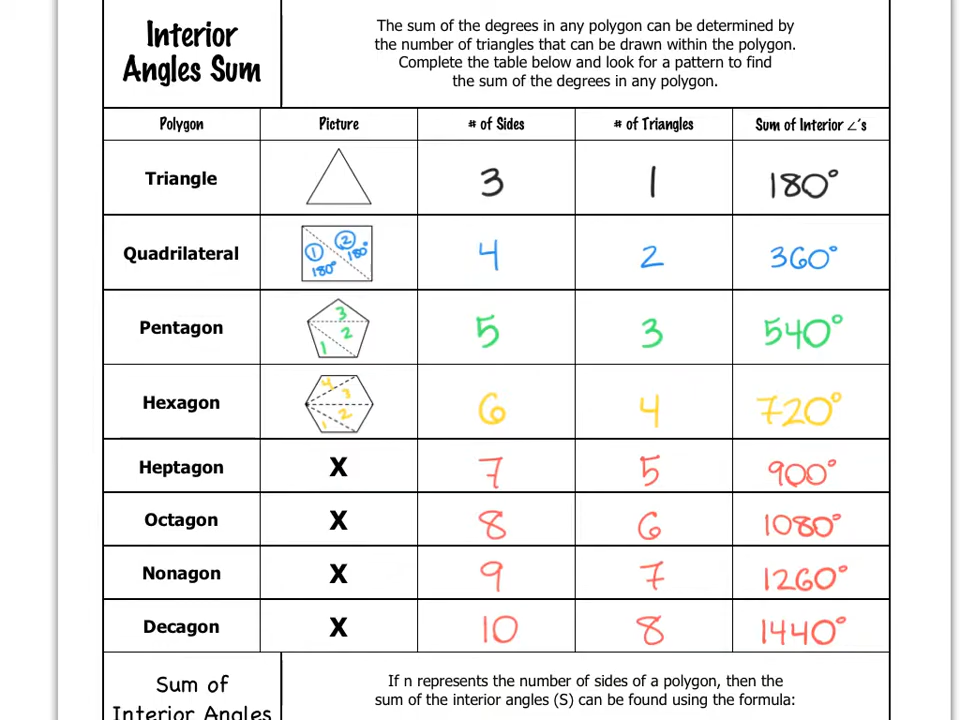 Interior
Angles Sum
The sum of the degrees in any polygon can be determined by
the number of triangles that can be drawn within the polygon.
Complete the table below and look for a pattern to find
the sum of the degrees in any polygon.
Polygon Picture # of Sides # of Triangles Sum of Interior ∠'s
Triangle 3 1 180°
Quadrilateral 1 180° 2 180° 4 2 360°
Pentagon 1 2 3 5 3 540°
Hexagon 1 2 3 4 6 4 720°
Heptagon X 7 5 900°
Octagon X 8 6 1080°
Nonagon X 9 7 1260°
Decagon X 10 8 1440°
Sum of
Interior Angles
If n represents the number of sides of a polygon, then the
sum of the interior angles (S) can be found using the formula: